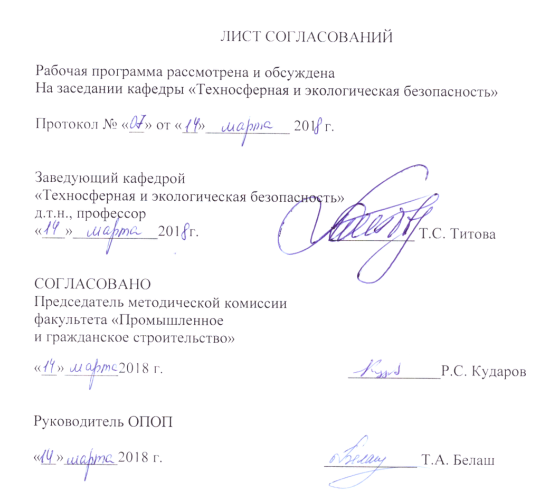 ЛИСТ СОГЛАСОВАНИЙ
Рабочая программа рассмотрена и обсуждена
На заседании кафедры «Техносферная и экологическая безопасность»
Протокол № «07» от «14» марта 2018 г.
Заведующий кафедрой
«Техносферная и экологическая безопасность»
д.т.н., профессор
«14» марта 2018г. Т.С. Титова
СОГЛАСОВАНО
Председатель методической комиссии
факультета «Промышленное
и гражданское строительство»
«14» марта 2018 г. Р.С. Кударов
Руководитель ОПОП
«14» марта 2018 г. Т.А. Белаш